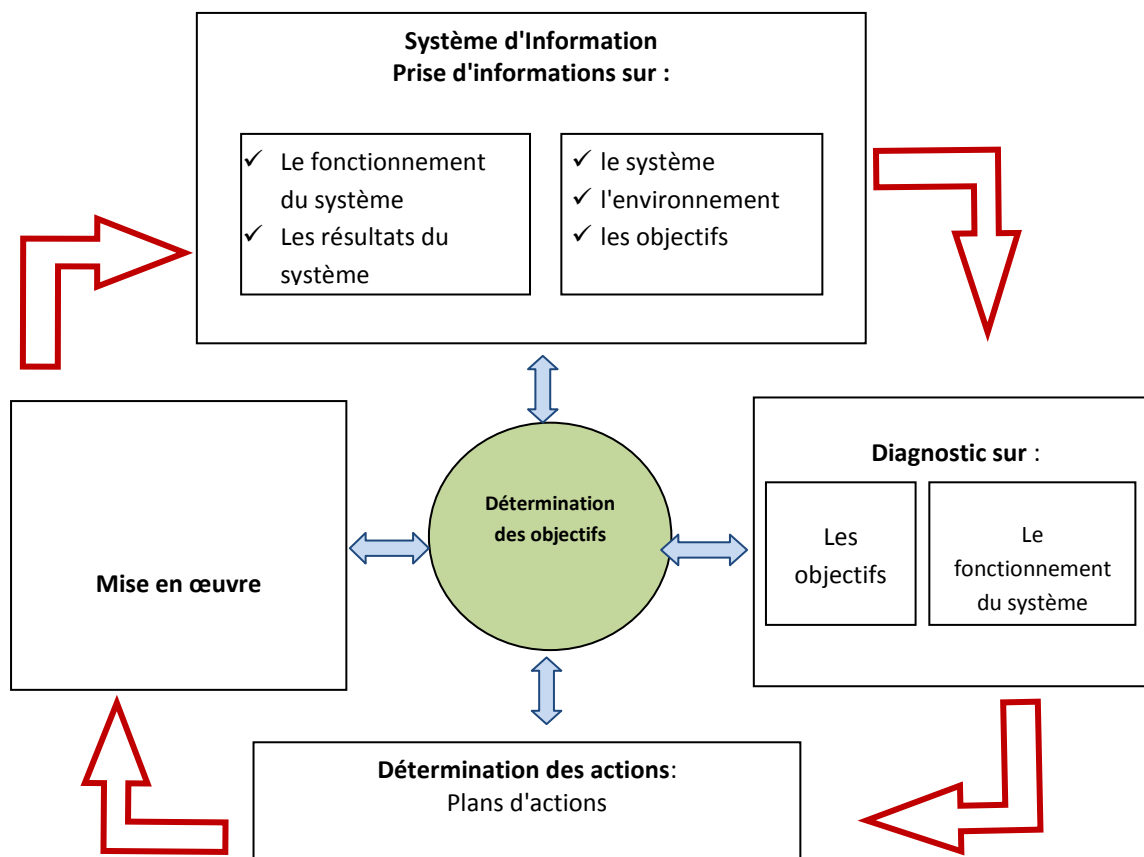 Système d'Information
Prise d'informations sur :
✓ Le fonctionnement
du système
✓ Les résultats du
système
✓ le système
✓ l'environnement
✓ les objectifs
Mise en œuvre
Détermination
des objectifs
Diagnostic sur :
Les
objectifs
Le
fonctionnement
du système
Détermination des actions:
Plans d'actions